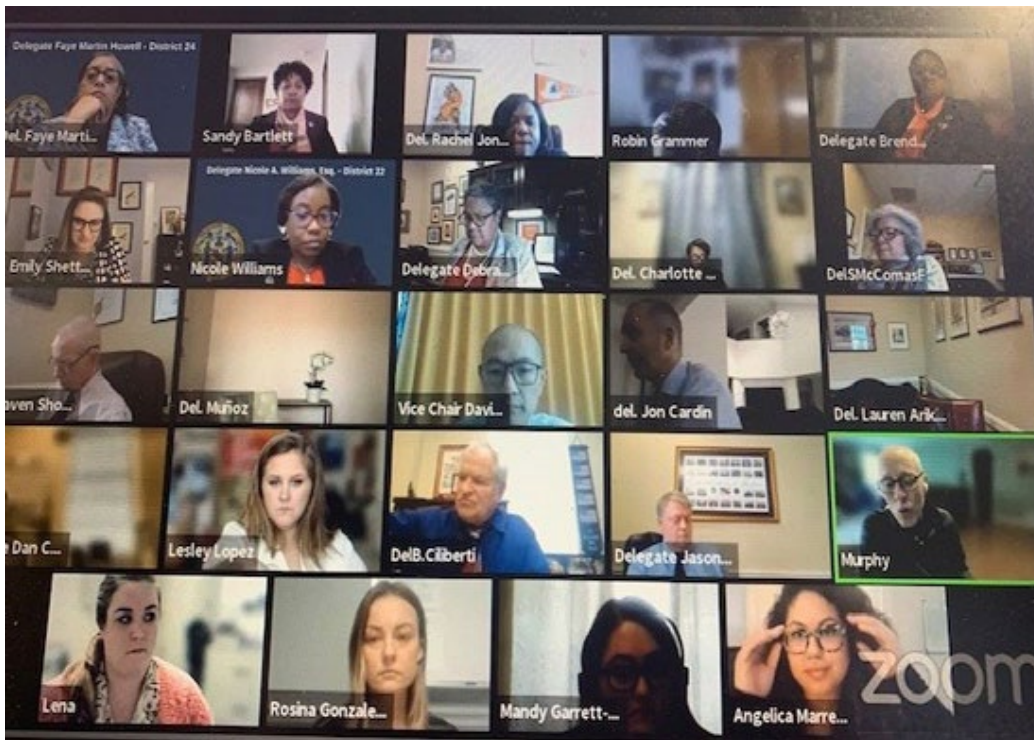 Delegate Faye Martin Howell - District 24
Del. Faye Marti...
Sandy Bartlett
Del. Rachel Jon...
Robin Grammer
Delegate Brend...
Emily Shett...
Delegate Nicole A. Williams, Esq. - District 22
Nicole Williams
Delegate Debra...
Del. Charlotte ...
DelSMcComasE
aven Sho...
Del. Muñoz
Vice Chair Davi...
del. Jon Cardin
Del. Lauren Arik...
e Dan C...
Lesley Lopez
DelB.Ciliberti
Delegate Jason...
Murphy
Lena
Rosina Gonzale...
Mandy Garrett-...
Angelica Marre...
zoom